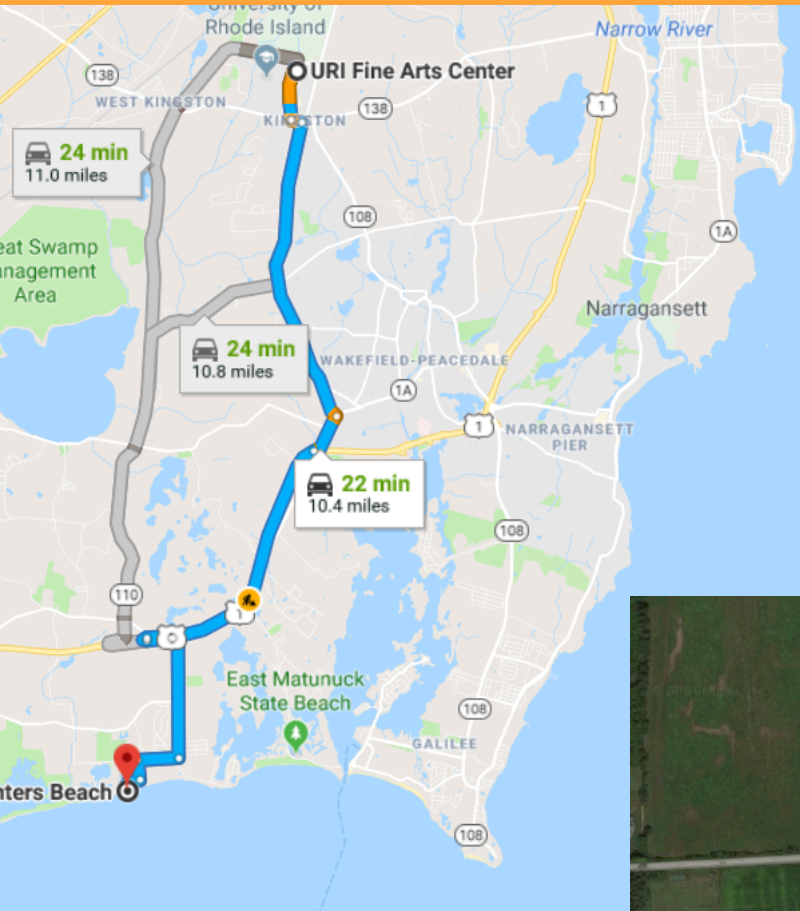 University of
Rhode Island
Narrow River
URI Fine Arts Center
138
WEST KINGSTON
138
1
KINGSTON
24 min
11.0 miles
108
1A
eat Swamp
anagement
Area
Narragansett
24 min
10.8 miles
WAKEFIELD-PEACEDALE
1A
1
NARRAGANSETT
PIER
22 min
10.4 miles
108
110
1
East Matunuck
State Beach
108
GALILEE
nters Beach
108